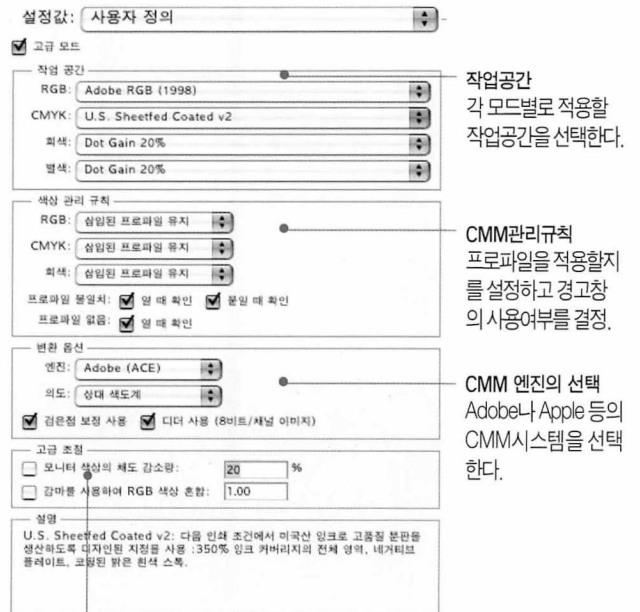 설정값: 사용자 정의
고급 모드
작업 공간
RGB: Adobe RGB (1998)
CMYK: U.S. Sheetfed Coated v2
회색: Dot Gain 20%
별색: Dot Gain 20%
작업공간
각 모드별로 적용할
작업공간을 선택한다.
색상 관리 규칙
RGB: 삽입된 프로파일 유지
CMYK: 삽입된 프로파일 유지
회색: 삽입된 프로파일 유지
프로파일 불일치: 열 때 확인 붙일 때 확인
프로파일 없음: 열 때 확인
CMM관리규칙
프로파일을 적용할지
를 설정하고 경고창
의 사용여부를 결정.
변환 옵션
엔진: Adobe (ACE)
의도: 상대 색도계
검은점 보정 사용 디더 사용 (8비트/채널 이미지)
CMM 엔진의 선택
Adobe나 Apple 등의
CMM시스템을 선택
한다.
고급 조절
모니터 색상의 채도 감소량: 20 %
감마를 사용하여 RGB 색상 혼합: 1.00
설명
U.S. Sheetfed Coated v2: 다음 인쇄 조건에서 미국산 잉크로 고품질 분판을
생산하도록 디자인된 지정을 사용 :350% 잉크 커버리지의 전체 영역, 네거티브
플레이트, 코팅된 밝은 흰색 스톡.